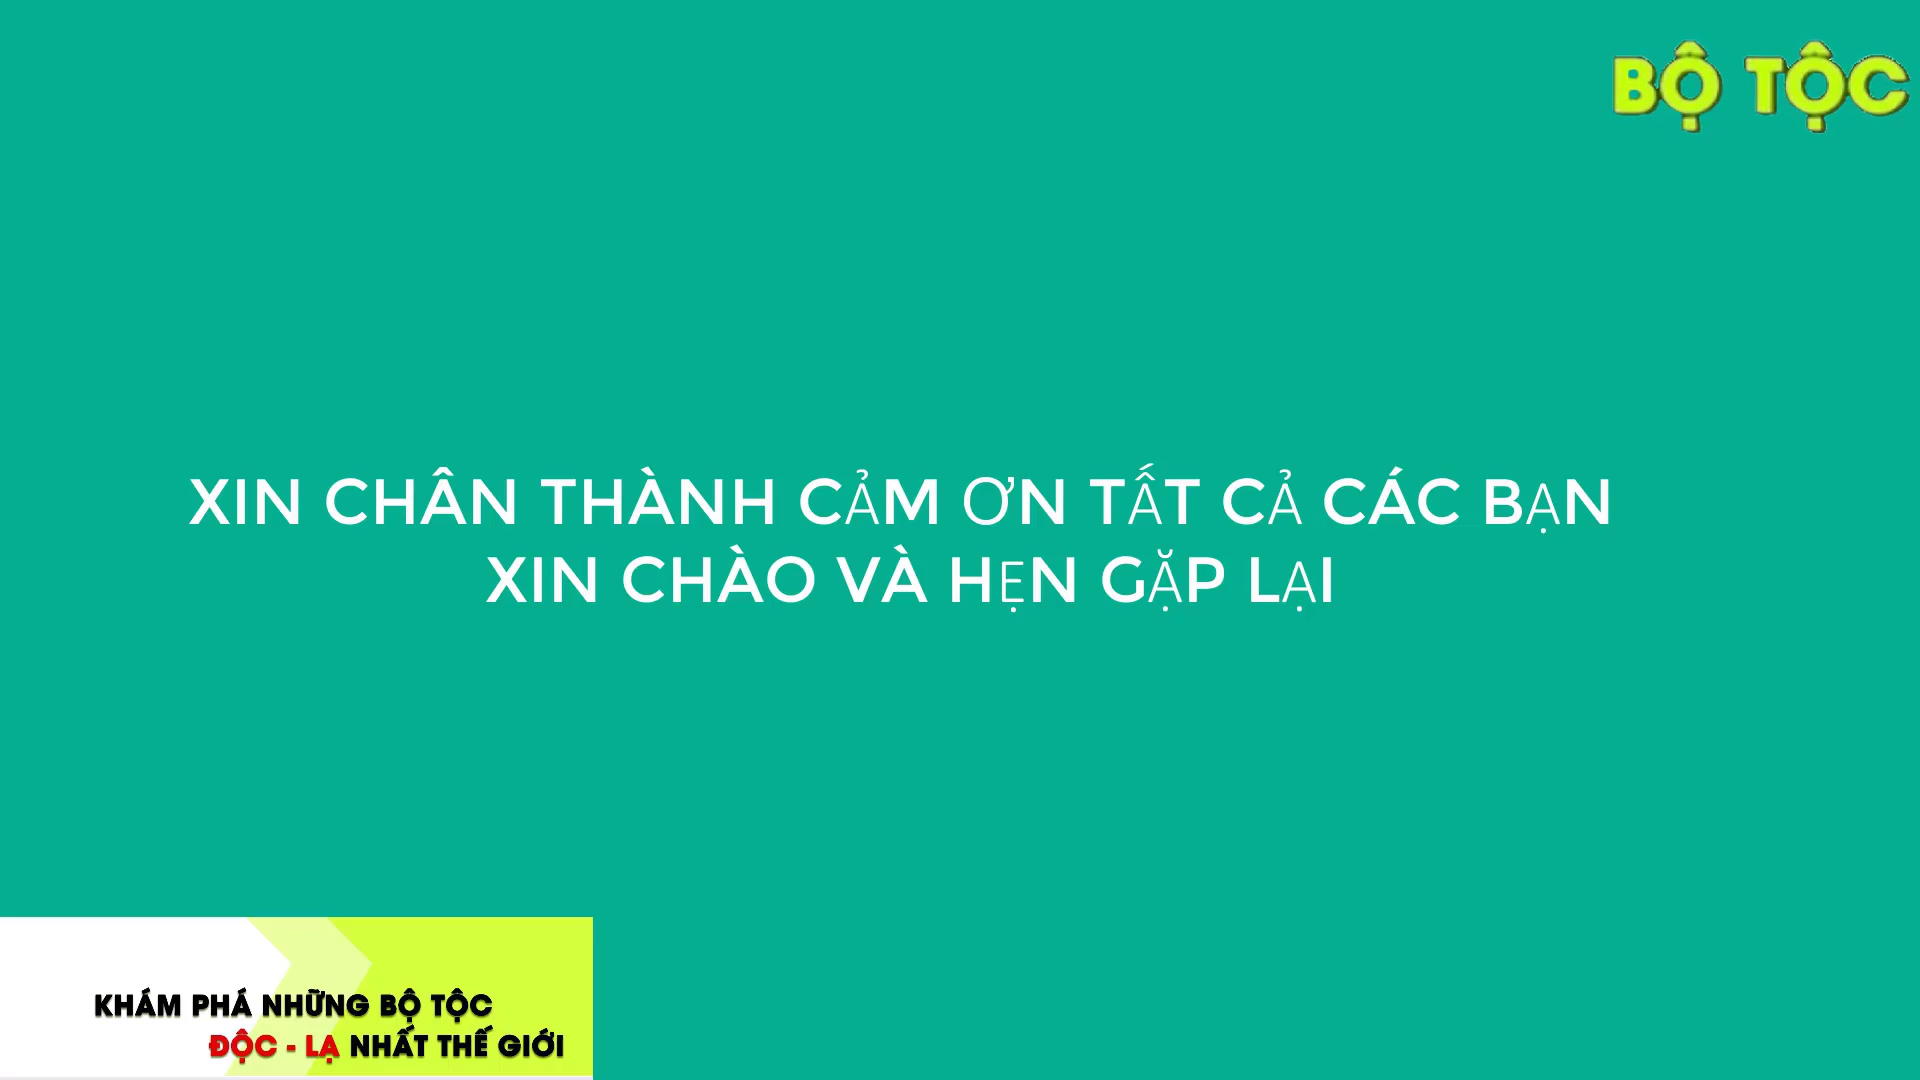 BỘ TỘC
XIN CHÂN THÀNH CẢM ƠN TẤT CẢ CÁC BẠN
XIN CHÀO VÀ HẸN GẶP LẠI
KHÁM PHÁ NHỮNG BỘ TỘC
ĐỘC - LẠ NHẤT THẾ GIỚI